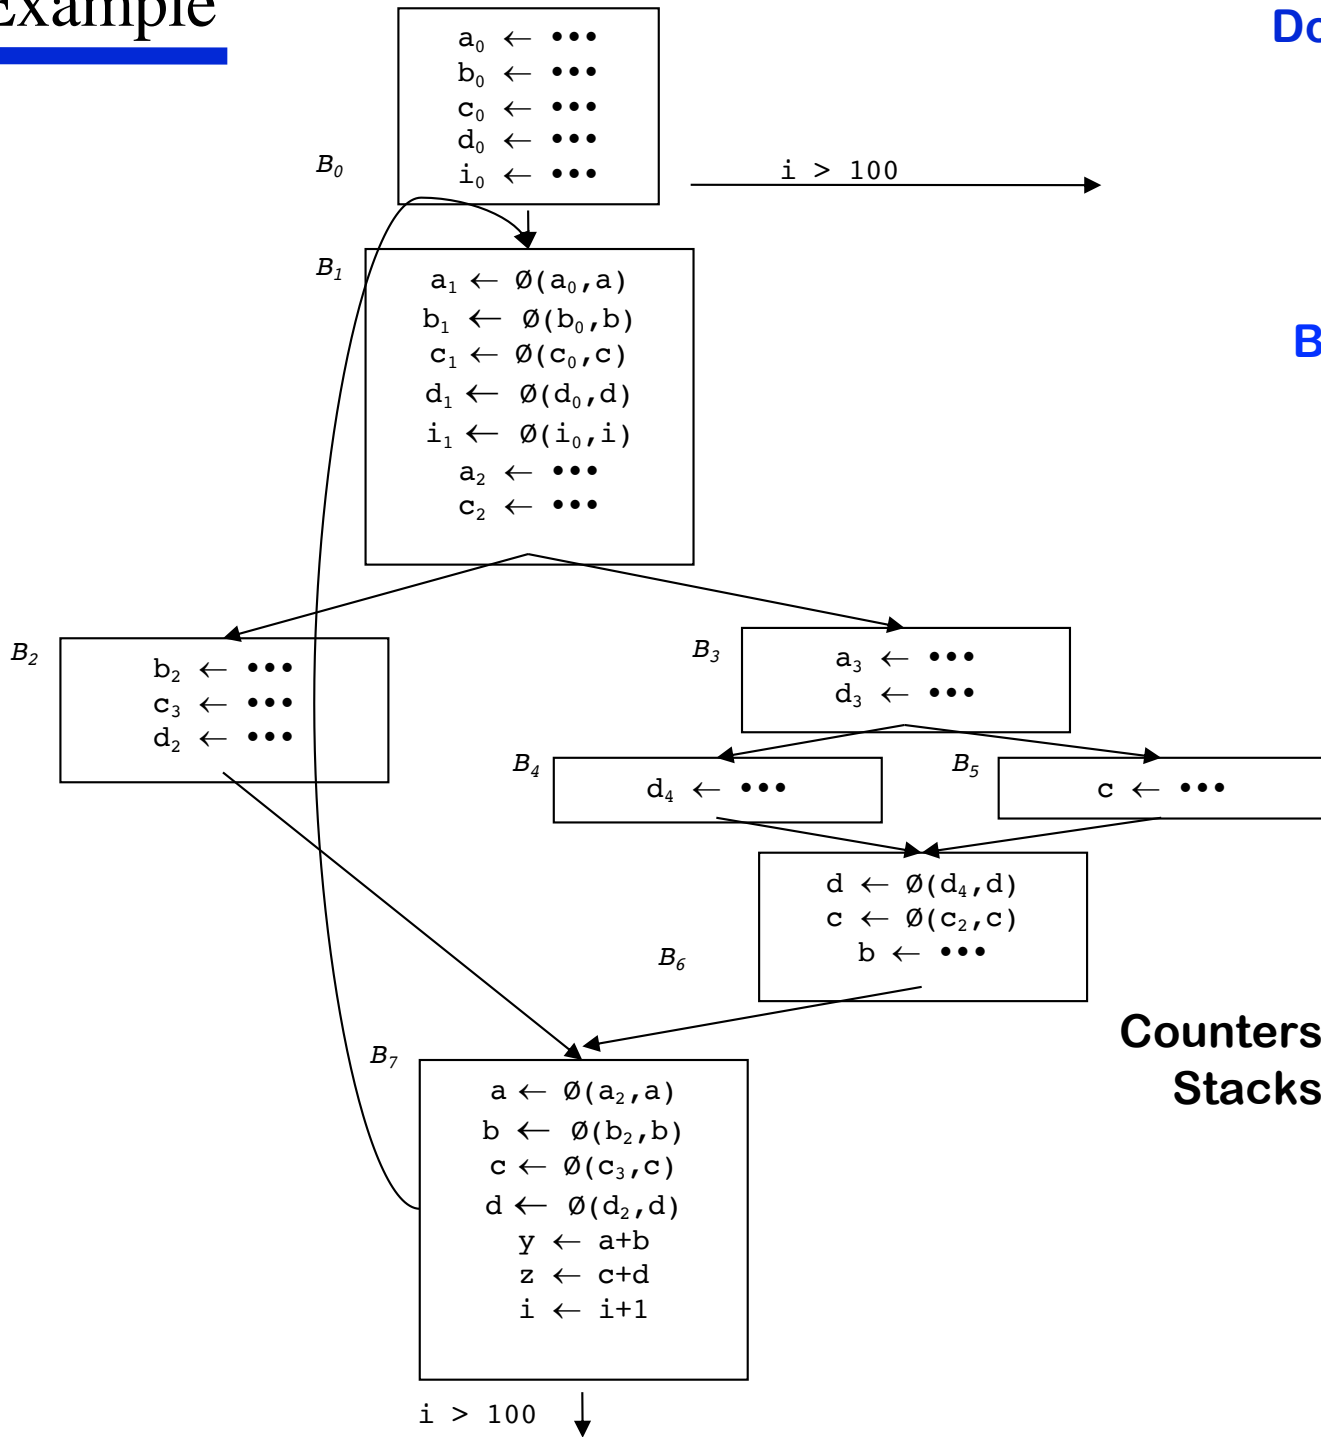 Example
a₀ ← •••
b₀ ← •••
c₀ ← •••
d₀ ← •••
i₀ ← •••
B₀
i > 100
B₁
a₁ ← Ø(a₀,a)
b₁ ← Ø(b₀,b)
c₁ ← Ø(c₀,c)
d₁ ← Ø(d₀,d)
i₁ ← Ø(i₀,i)
a₂ ← •••
c₂ ← •••
B₂
b₂ ← •••
c₃ ← •••
d₂ ← •••
B₃
a₃ ← •••
d₃ ← •••
B₄
d₄ ← •••
B₅
c ← •••
d ← Ø(d₄,d)
c ← Ø(c₂,c)
b ← •••
B₆
B₇
a ← Ø(a₂,a)
b ← Ø(b₂,b)
c ← Ø(c₃,c)
d ← Ø(d₂,d)
y ← a+b
z ← c+d
i ← i+1
i > 100
Do
B
Counters
Stacks